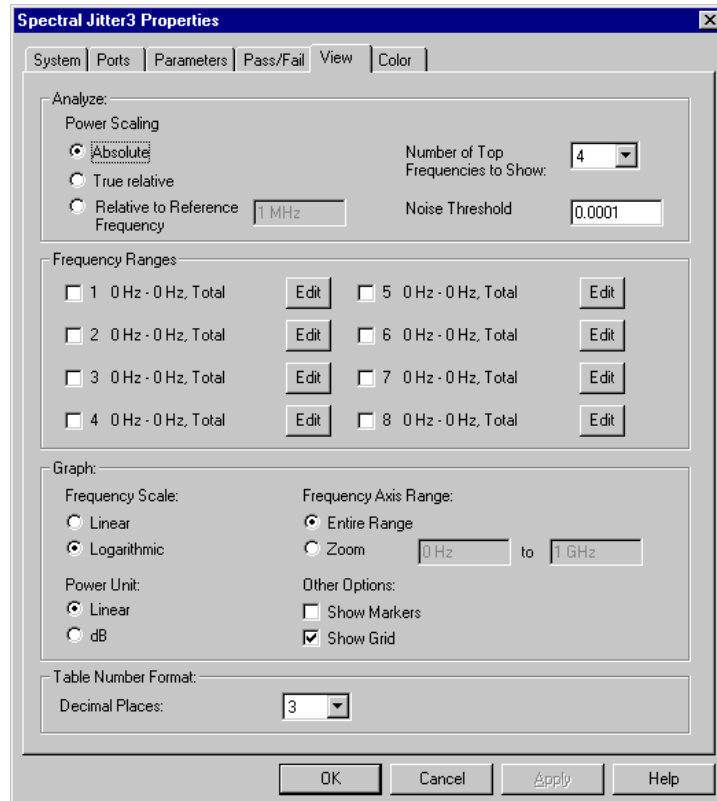 Spectral Jitter3 Properties
System Ports Parameters Pass/Fail View Color
Analyze:
Power Scaling
Absolute
True relative
Relative to Reference Frequency 1 MHz
Number of Top Frequencies to Show: 4
Noise Threshold 0.0001
Frequency Ranges
1 0 Hz - 0 Hz, Total Edit 5 0 Hz - 0 Hz, Total Edit
2 0 Hz - 0 Hz, Total Edit 6 0 Hz - 0 Hz, Total Edit
3 0 Hz - 0 Hz, Total Edit 7 0 Hz - 0 Hz, Total Edit
4 0 Hz - 0 Hz, Total Edit 8 0 Hz - 0 Hz, Total Edit
Graph:
Frequency Scale:
Linear
Logarithmic
Frequency Axis Range:
Entire Range
Zoom 0 Hz to 1 GHz
Power Unit:
Linear
dB
Other Options:
Show Markers
Show Grid
Table Number Format:
Decimal Places: 3
OK Cancel Apply Help